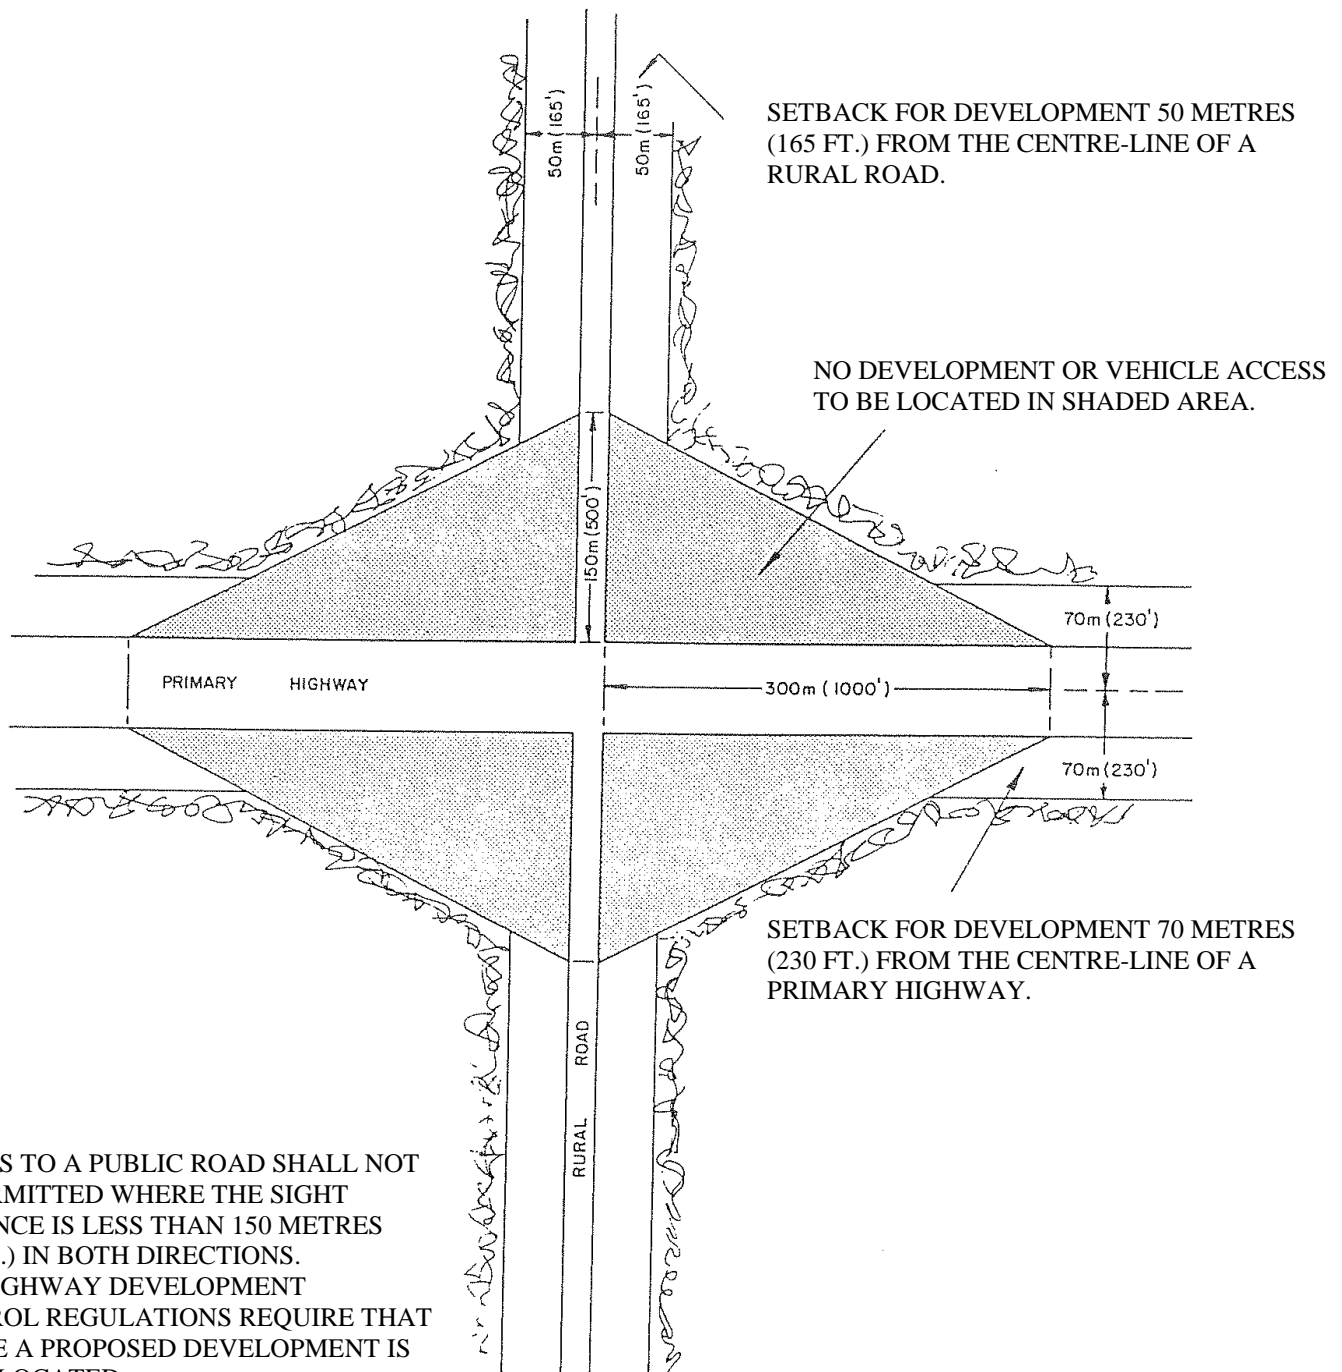 50m (165')
50m (165')
SETBACK FOR DEVELOPMENT 50 METRES
(165 FT.) FROM THE CENTRE-LINE OF A
RURAL ROAD.
NO DEVELOPMENT OR VEHICLE ACCESS
TO BE LOCATED IN SHADED AREA.
150m (500')
70m (230')
PRIMARY HIGHWAY
300m (1000')
70m (230')
SETBACK FOR DEVELOPMENT 70 METRES
(230 FT.) FROM THE CENTRE-LINE OF A
PRIMARY HIGHWAY.
RURAL ROAD
S TO A PUBLIC ROAD SHALL NOT
RMITTED WHERE THE SIGHT
NCE IS LESS THAN 150 METRES
.) IN BOTH DIRECTIONS.
GHWAY DEVELOPMENT
ROL REGULATIONS REQUIRE THAT
E A PROPOSED DEVELOPMENT IS